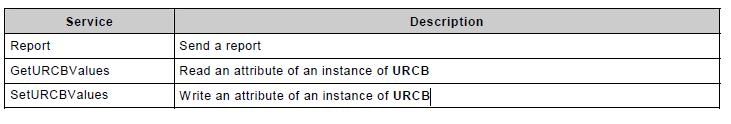 Service Description
Report Send a report
GetURCBValues Read an attribute of an instance of URCB
SetURCBValues Write an attribute of an instance of URCB